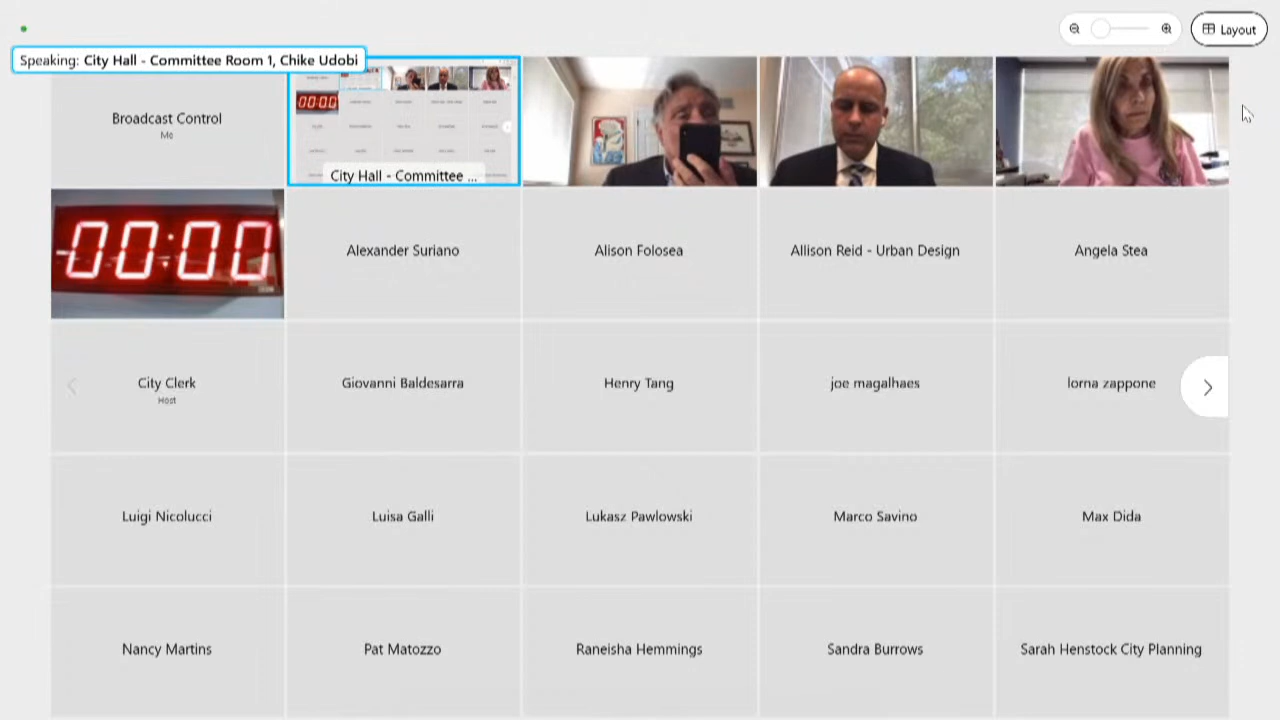 Layout
Speaking: City Hall - Committee Room 1, Chike Udobi
Broadcast Control
Me
00:00
City Hall - Committee ...
00:00
Alexander Suriano
Alison Folosea
Allison Reid - Urban Design
Angela Stea
City Clerk
Host
Giovanni Baldesarra
Henry Tang
joe magalhaes
lorna zappone
Luigi Nicolucci
Luisa Galli
Lukasz Pawlowski
Marco Savino
Max Dida
Nancy Martins
Pat Matozzo
Raneisha Hemmings
Sandra Burrows
Sarah Henstock City Planning